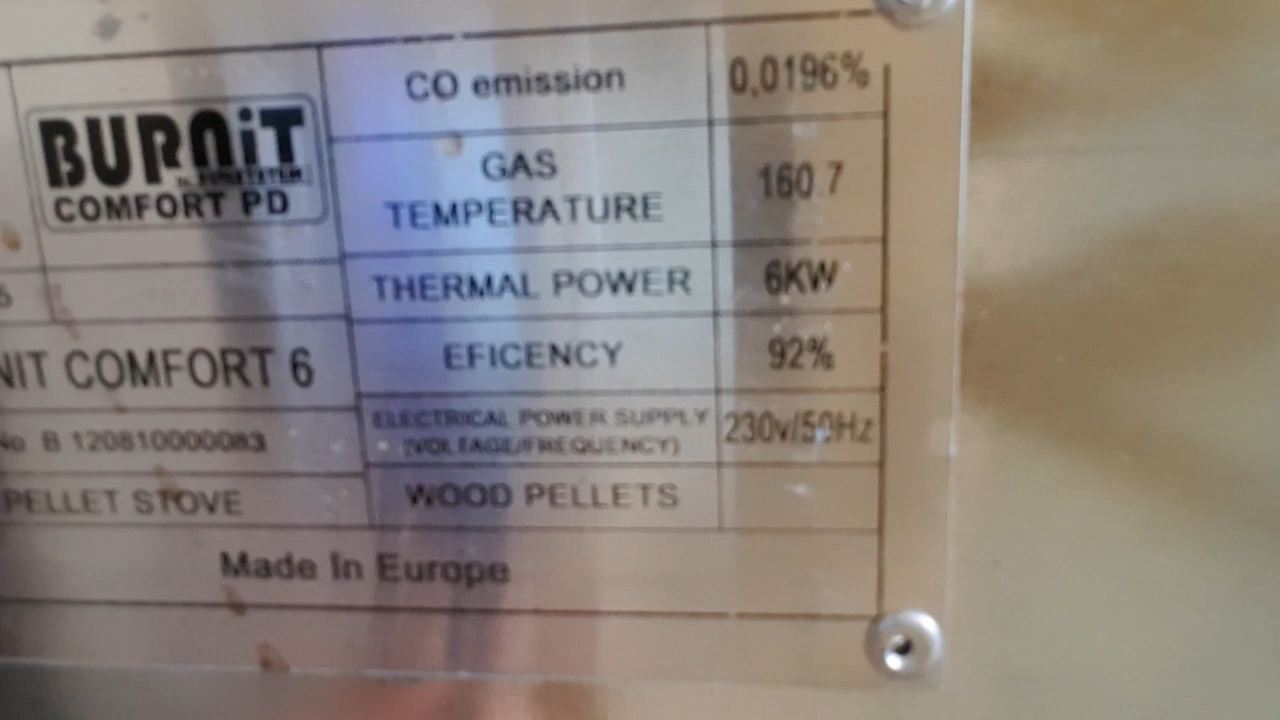 BURNiT
COMFORT PD
NIT COMFORT 6
No B 120810000083
PELLET STOVE
CO emission 0,0196%
GAS
TEMPERATURE 160.7
THERMAL POWER 6KW
EFICENCY 92%
ELECTRICAL POWER SUPPLY
(VOLTAGE/FREQUENCY) 230v/50Hz
WOOD PELLETS
Made In Europe